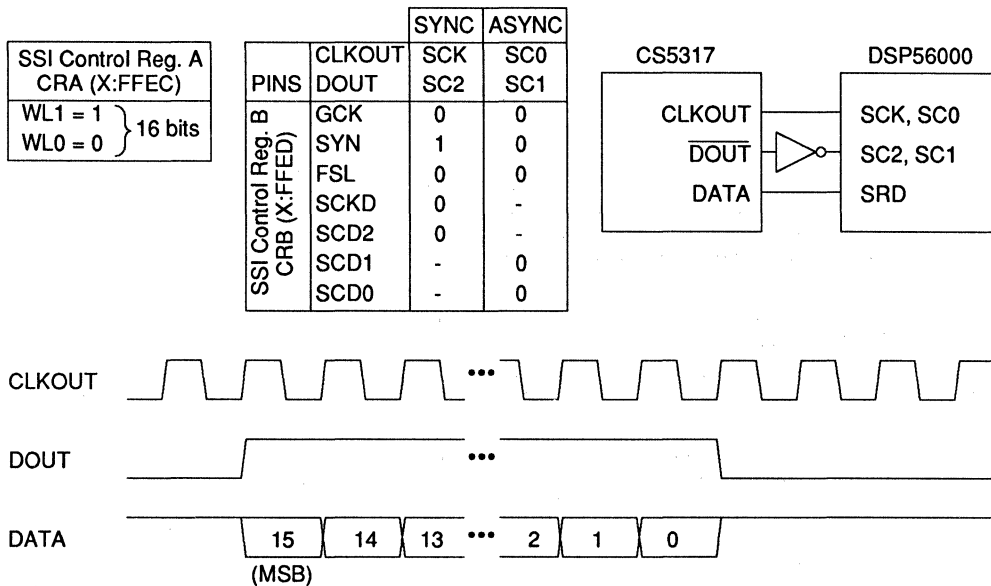 SSI Control Reg. A
CRA (X:FFEC)
WL1 = 1
WL0 = 0
16 bits
SYNC ASYNC
PINS CLKOUT SCK SC0
DOUT SC2 SC1
SSI Control Reg. B
CRB (X:FFED)
GCK 0 0
SYN 1 0
FSL 0 0
SCKD 0 -
SCD2 0 -
SCD1 - 0
SCD0 - 0
CS5317 DSP56000
CLKOUT SCK, SC0
DOUT SC2, SC1
DATA SRD
CLKOUT •••
DOUT •••
DATA 15 14 13 ••• 2 1 0
(MSB)